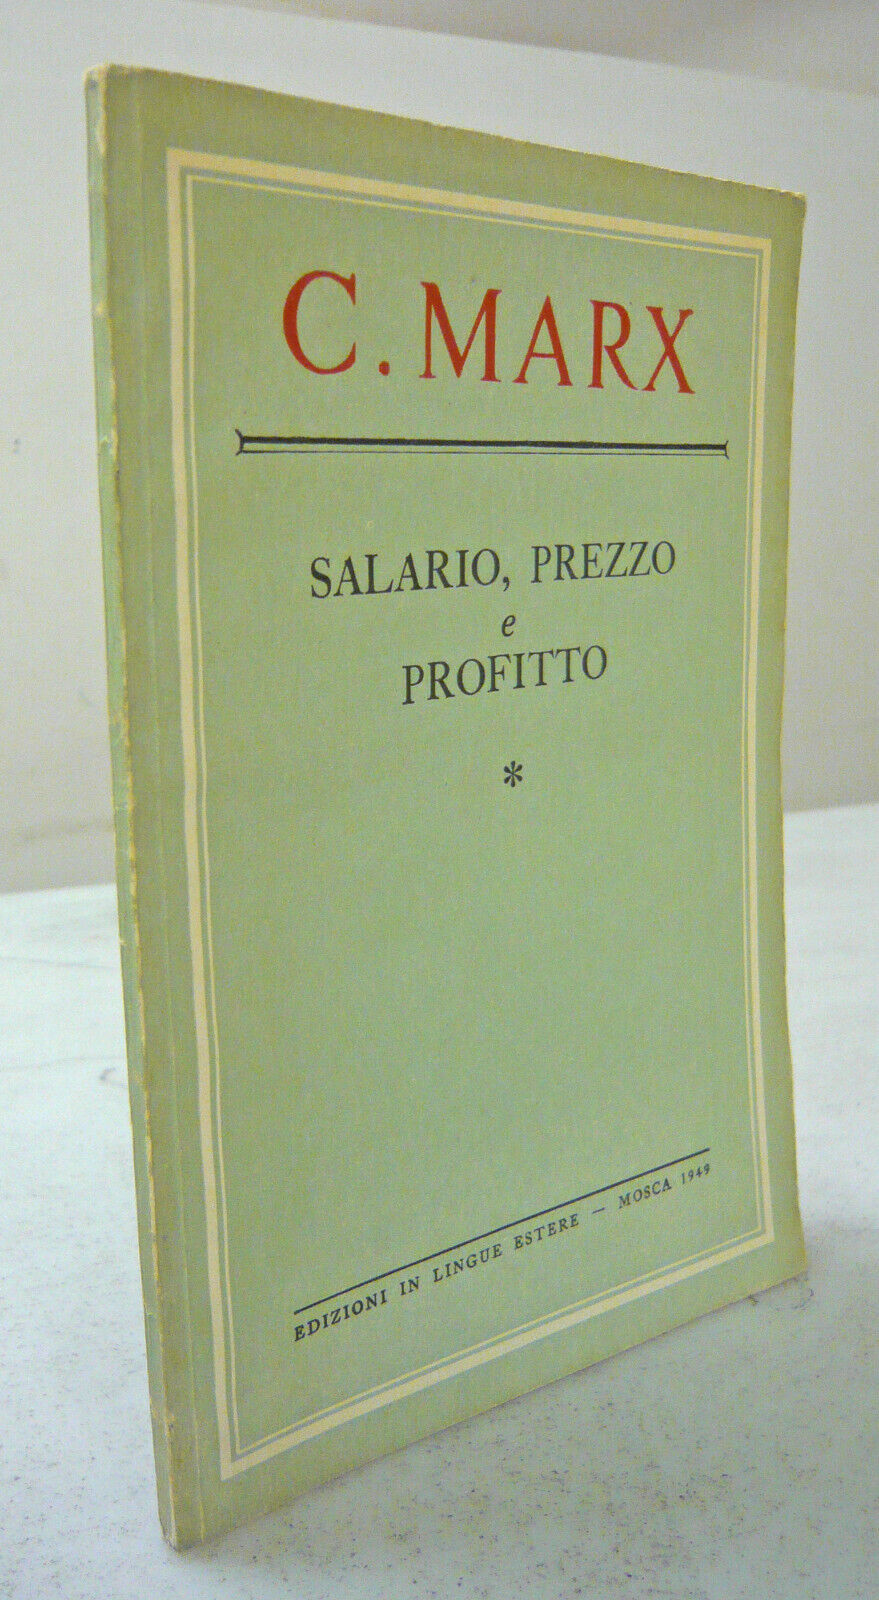 C. MARX
SALARIO, PREZZO
e
PROFITTO
*
EDIZIONI IN LINGUE ESTERE — MOSCA 1949